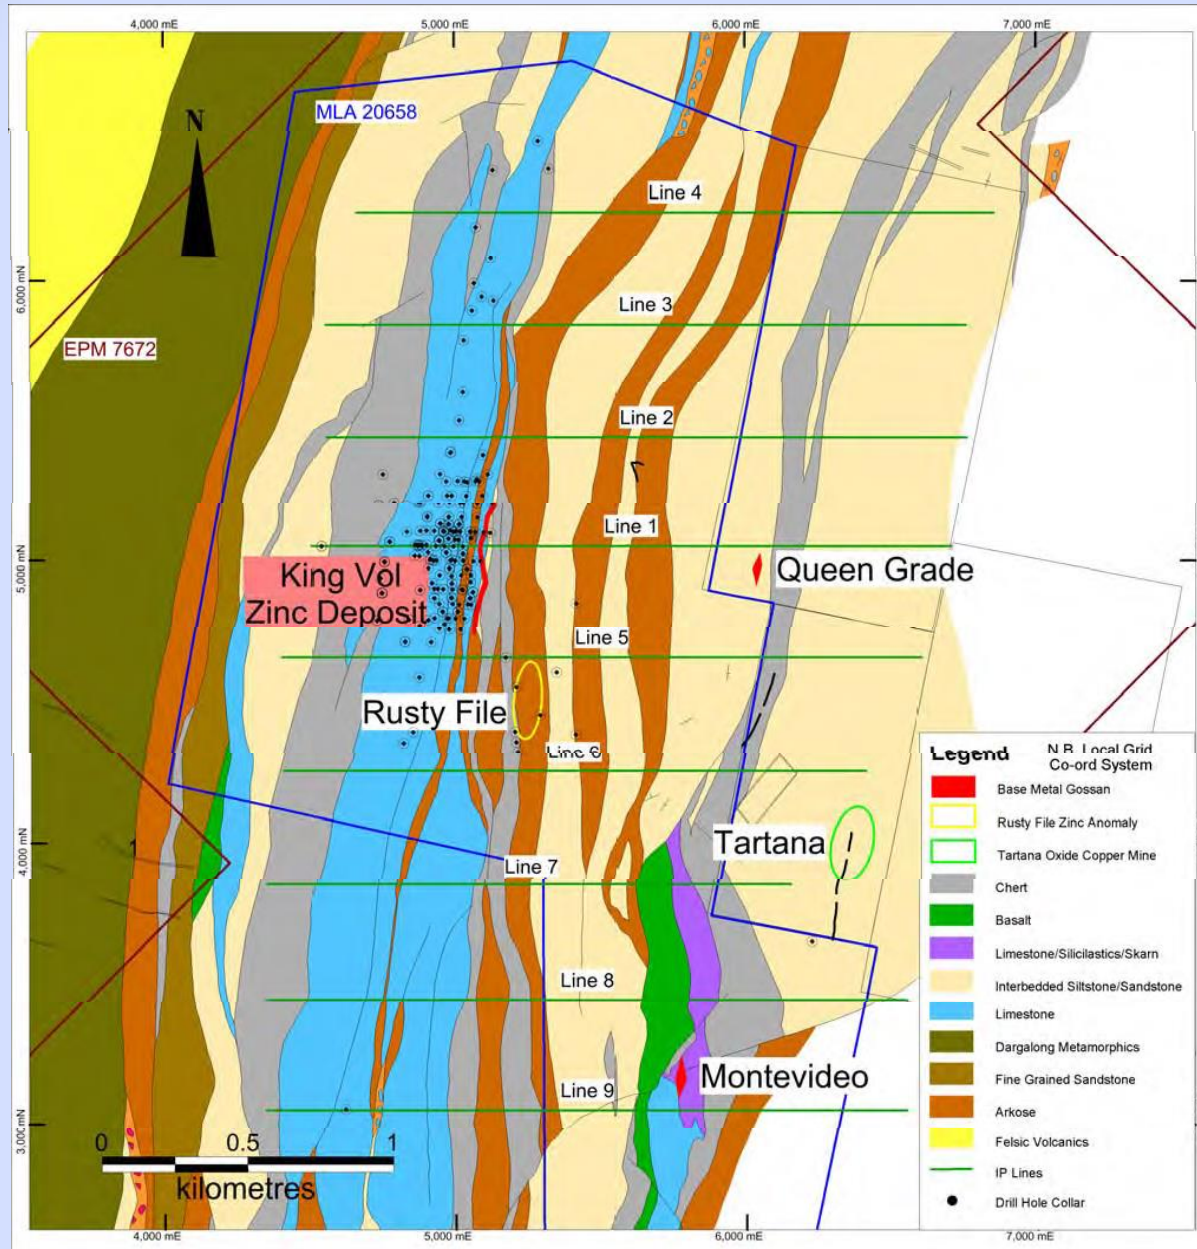 4,000 mE
5,000 mE
6,000 mE
7,000 mE
MLA 20658
N
Line 4
6,000 mN
Line 3
EPM 7672
Line 2
Line 1
5,000 mN
King Vol
Zinc Deposit
Queen Grade
Line 5
Rusty File
Line 6
Legend
N.B. Local Grid
Co-ord System
Base Metal Gossan
Rusty File Zinc Anomaly
Tartana Oxide Copper Mine
Chert
Basalt
Limestone/Silicilastics/Skarn
Interbedded Siltstone/Sandstone
Limestone
Dargalong Metamorphics
Fine Grained Sandstone
Arkose
Felsic Volcanics
IP Lines
Drill Hole Collar
4,000 mN
Tartana
Line 7
Line 8
Montevideo
Line 9
3,000 mN
0 0.5 1
kilometres
4,000 mE
5,000 mE
6,000 mE
7,000 mE